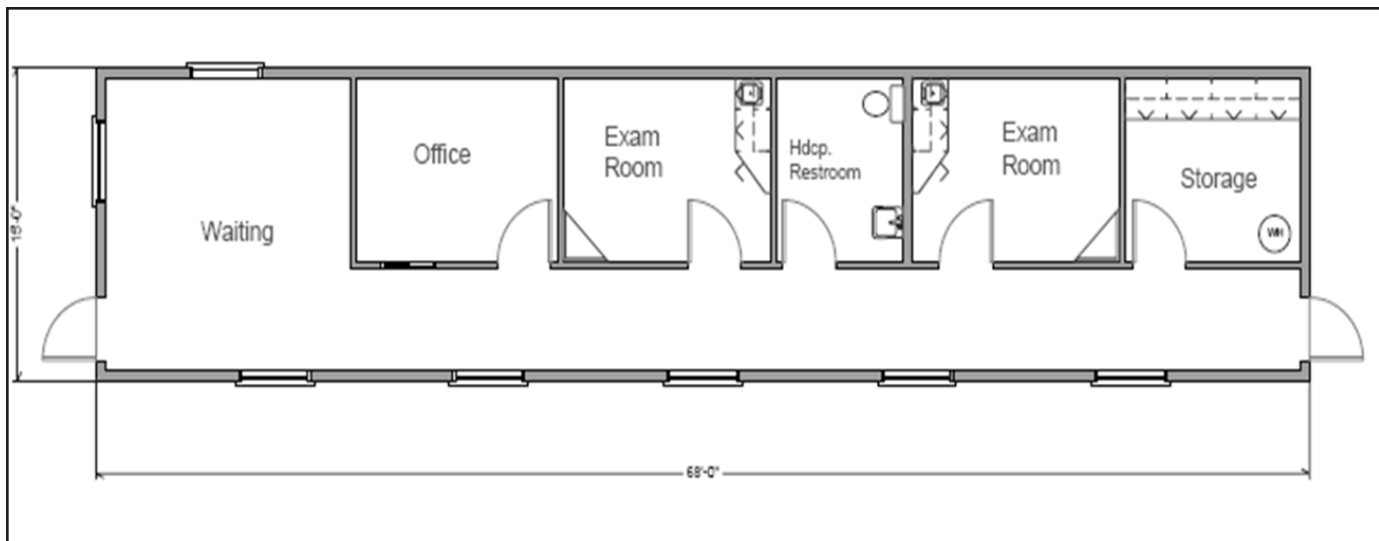 Office
Exam
Room
Hdcp.
Restroom
Exam
Room
Storage
Waiting
WH
18'-0"
68'-0"